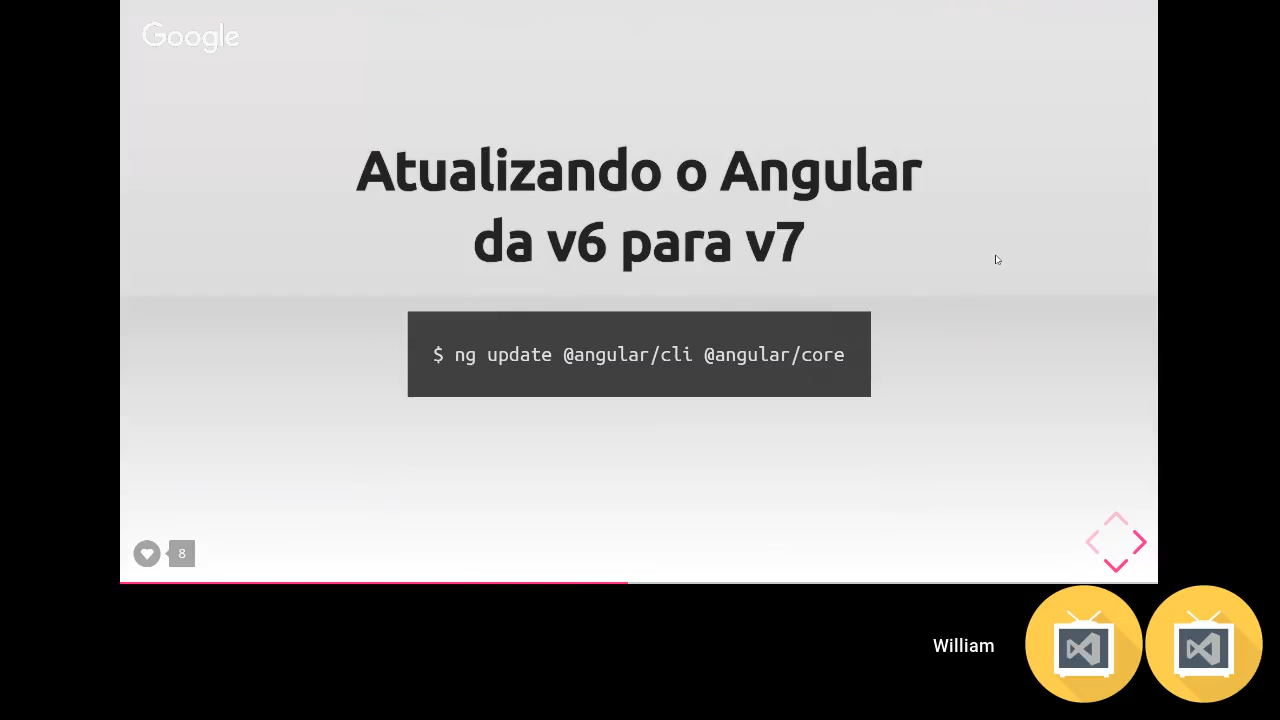 Google
Atualizando o Angular
da v6 para v7
$ ng update @angular/cli @angular/core
8
William